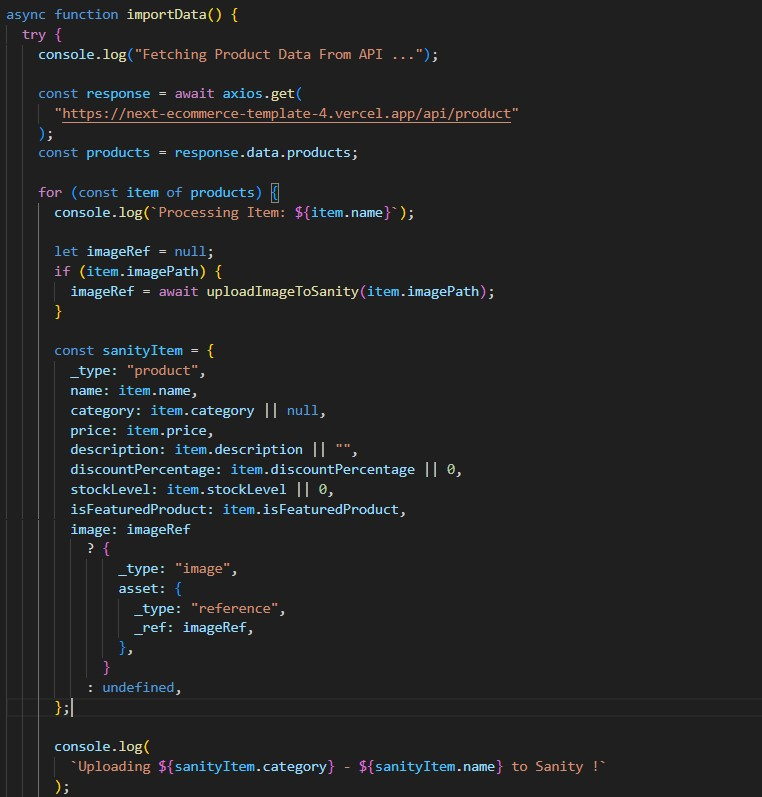 async function importData() {
try {
console.log("Fetching Product Data From API ...");
const response = await axios.get(
"https://next-ecommerce-template-4.vercel.app/api/product"
);
const products = response.data.products;
for (const item of products) {
console.log(`Processing Item: ${item.name}`);
let imageRef = null;
if (item.imagePath) {
imageRef = await uploadImageToSanity(item.imagePath);
}
const sanityItem = {
_type: "product",
name: item.name,
category: item.category || null,
price: item.price,
description: item.description || "",
discountPercentage: item.discountPercentage || 0,
stockLevel: item.stockLevel || 0,
isFeaturedProduct: item.isFeaturedProduct,
image: imageRef
? {
_type: "image",
asset: {
_type: "reference",
_ref: imageRef,
},
}
: undefined,
};
console.log(
`Uploading ${sanityItem.category} - ${sanityItem.name} to Sanity !`
);